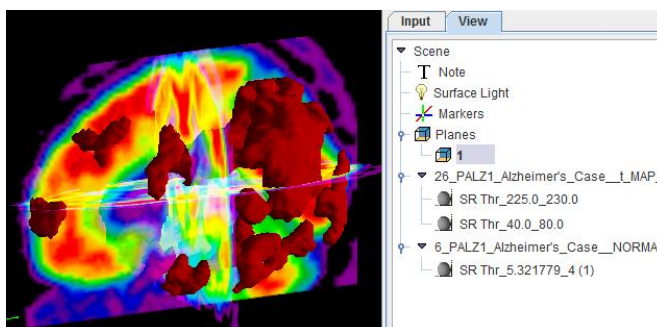 Input
View
Scene
Note
Surface Light
Markers
Planes
1
26_PALZ1_Alzheimer's_Case__t_MAP_
SR Thr_225.0_230.0
SR Thr_40.0_80.0
6_PALZ1_Alzheimer's_Case__NORMA
SR Thr_5.321779_4 (1)